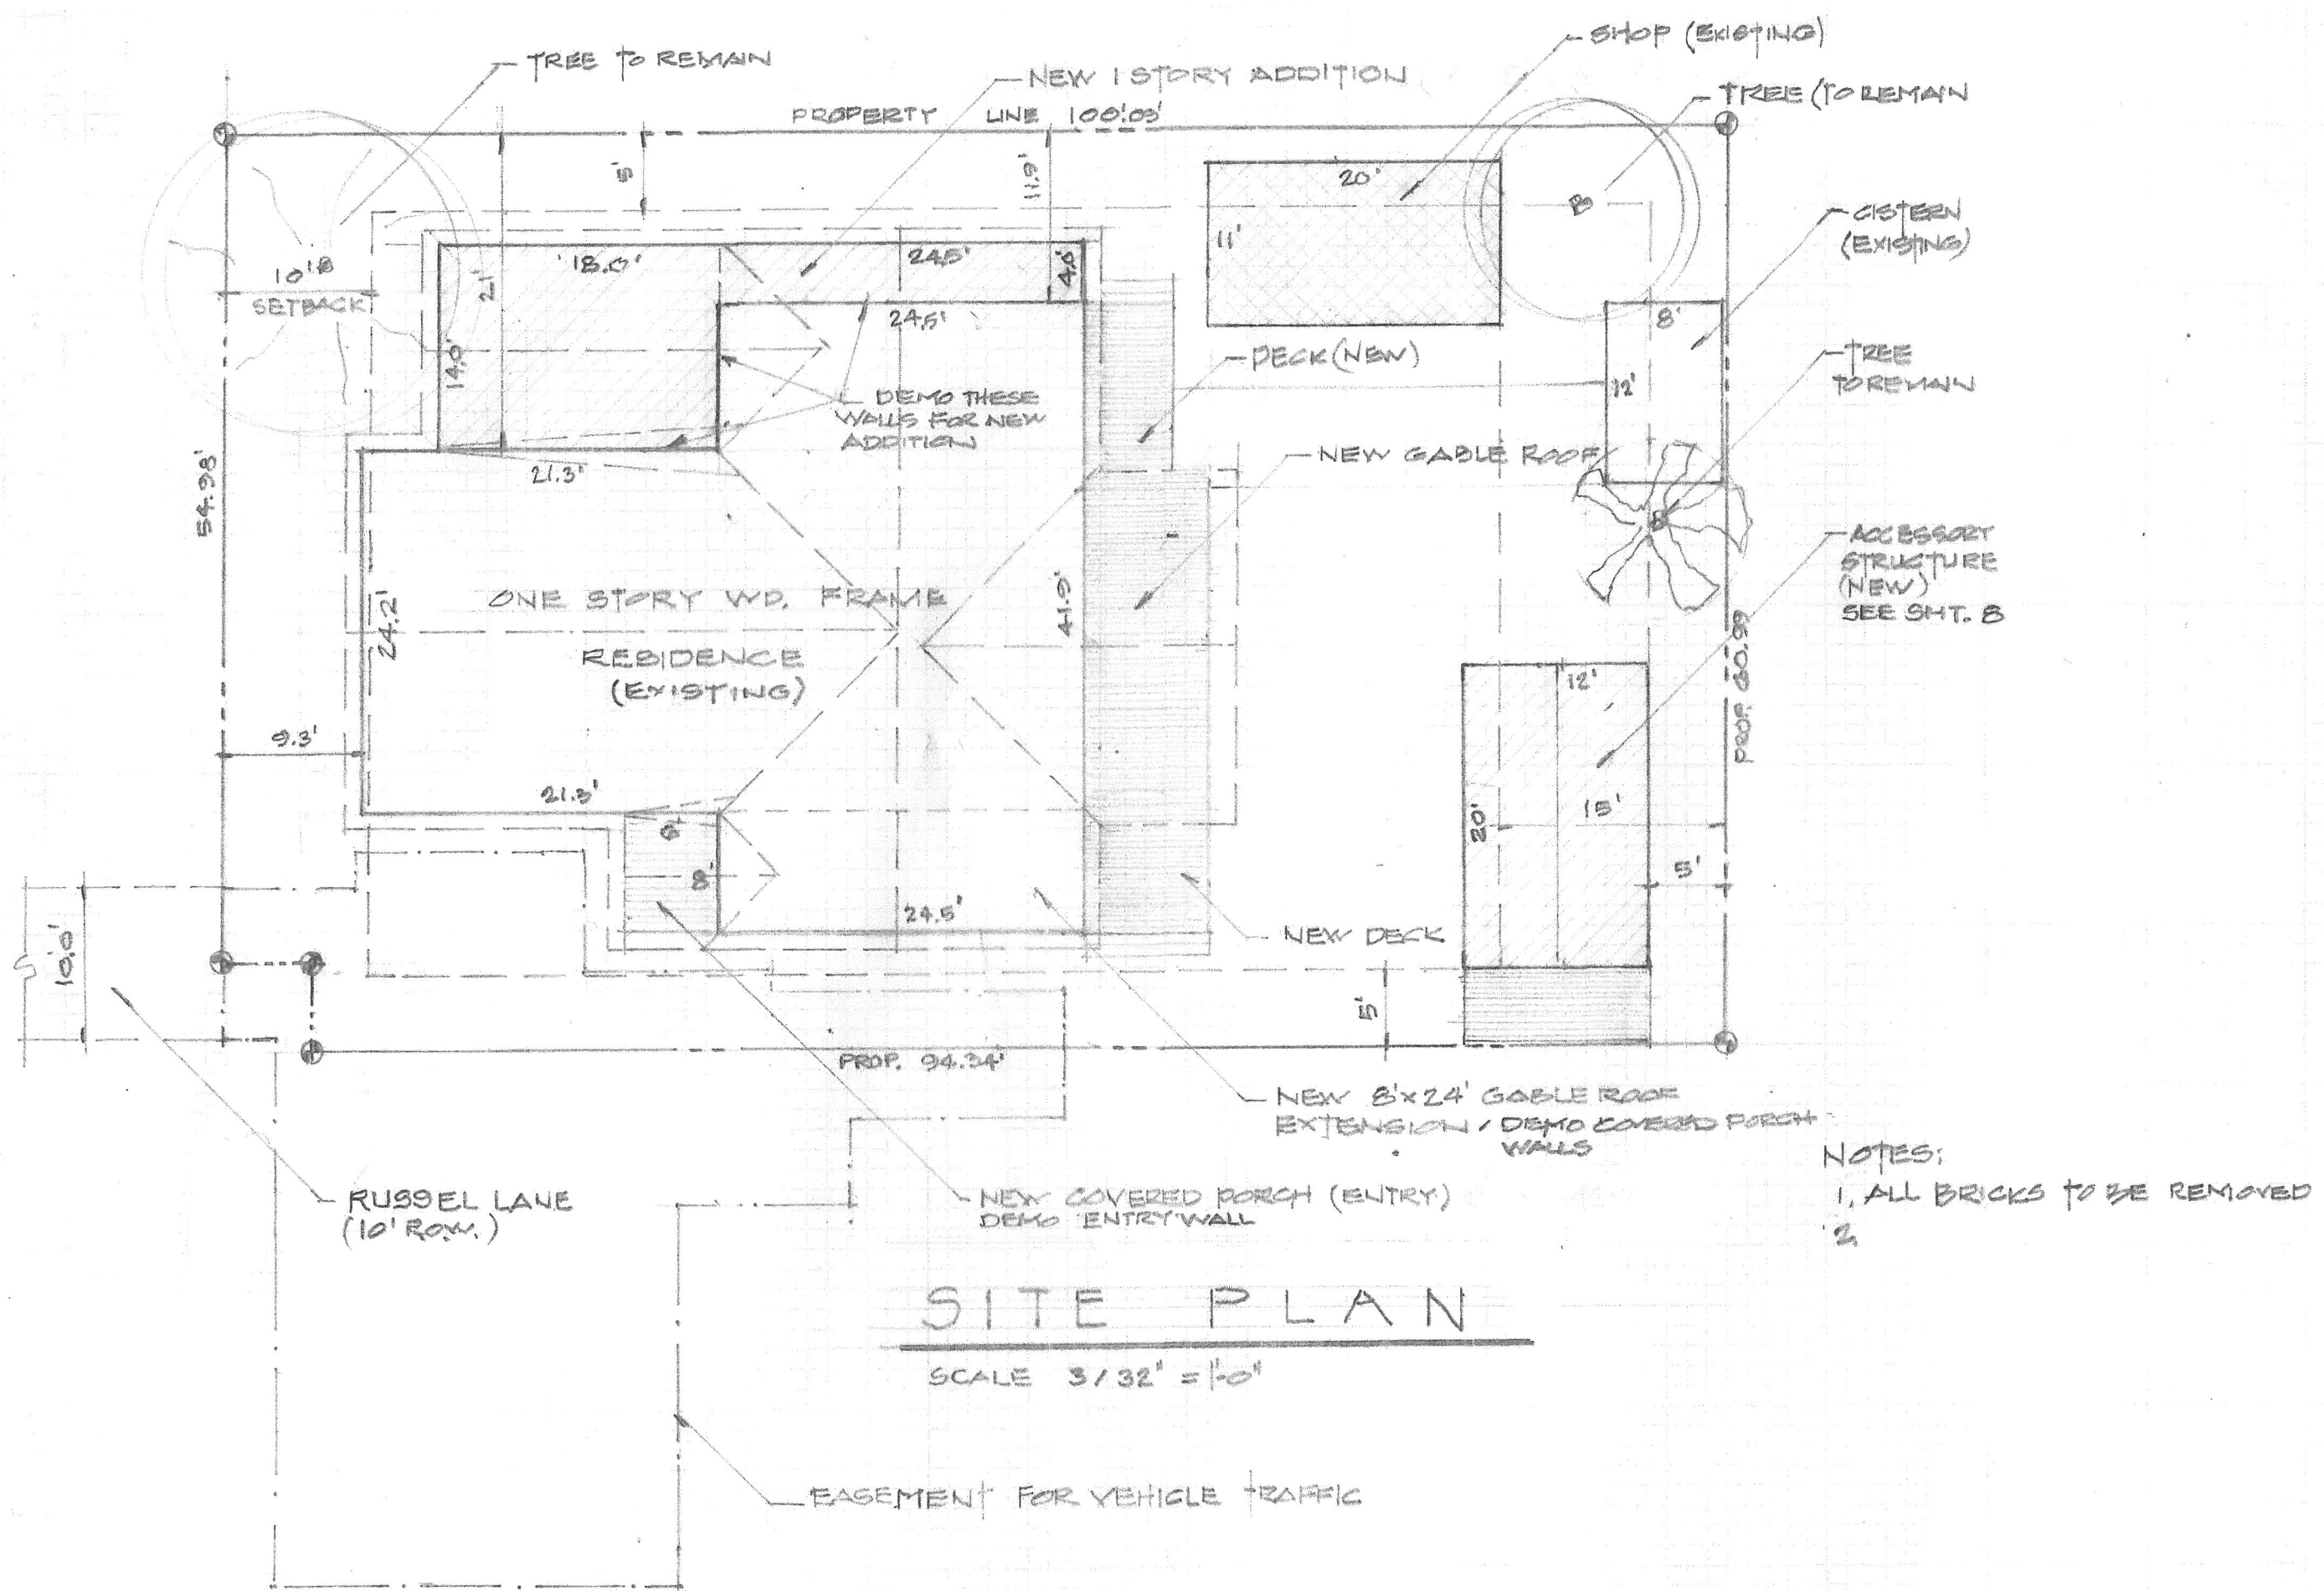 TREE TO REMAIN
NEW 1 STORY ADDITION
SHOP (EXISTING)
TREE (TO REMAIN
PROPERTY LINE 100'.03'
5'
11.9'
20'
11'
CISTERN
(EXISTING)
10'
SETBACK
21'
18.0'
24.5'
4.0'
24.5'
8'
12'
14.0'
DECK (NEW)
TREE
TO REMAIN
DEMO THESE
WALLS FOR NEW
ADDITION
NEW GABLE ROOF
54.98'
21.3'
ACCESSORY
STRUCTURE
(NEW)
SEE SHT. 8
24.2'
ONE STORY WD. FRAME
RESIDENCE
(EXISTING)
41.9'
PROP. 60.99
12'
9.3'
21.3'
20'
15'
6'
8'
5'
24.5'
NEW DECK
10.0'
5'
PROP. 94.34'
NEW 8'x24' GABLE ROOF
EXTENSION / DEMO COVERED PORCH
WALLS
NOTES:
1. ALL BRICKS TO BE REMOVED
2.
RUSSEL LANE
(10' R.O.W.)
NEW COVERED PORCH (ENTRY)
DEMO ENTRY WALL
SITE PLAN
SCALE 3/32" = 1'-0"
EASEMENT FOR VEHICLE TRAFFIC